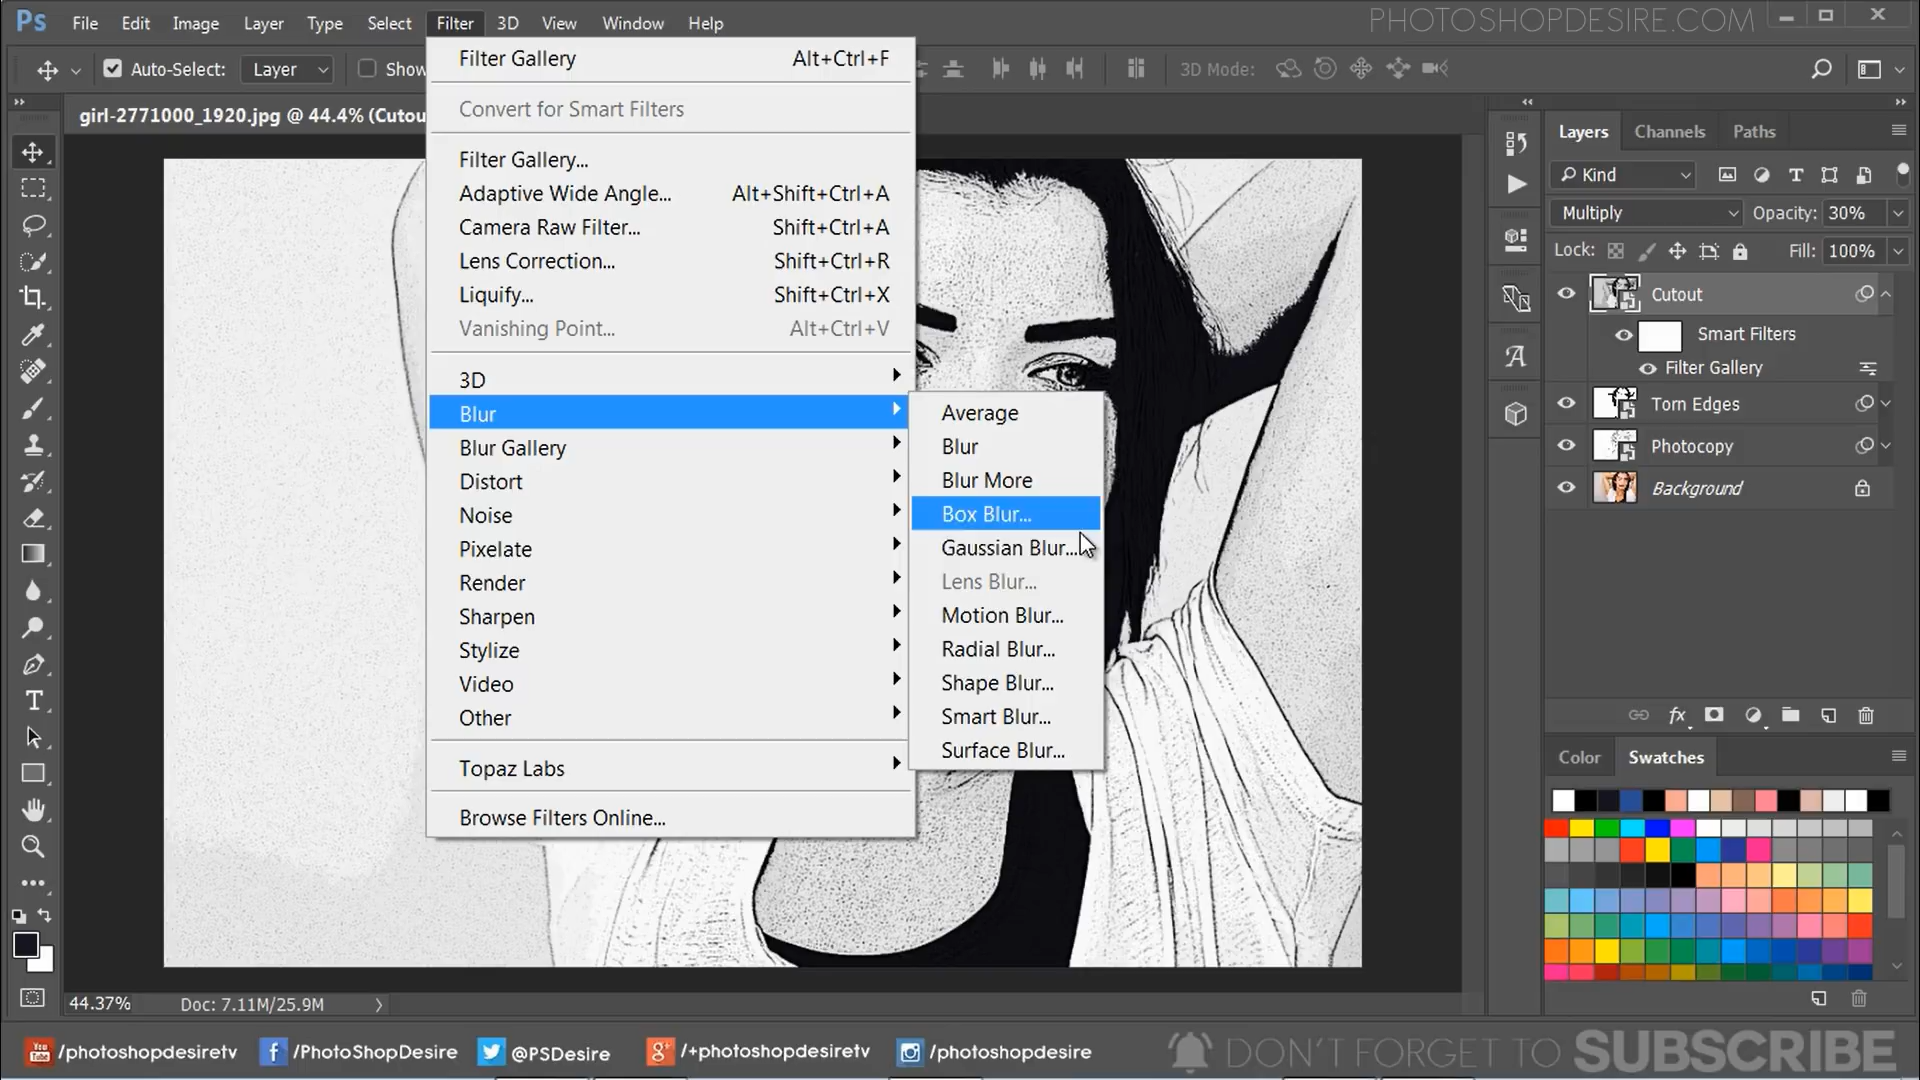 Ps File Edit Image Layer Type Select Filter 3D View Window Help
PHOTOSHOPDESIRE.COM
Auto-Select: Layer Show
3D Mode:
girl-2771000_1920.jpg @ 44.4% (Cutou
Filter Gallery Alt+Ctrl+F
Convert for Smart Filters
Filter Gallery...
Adaptive Wide Angle... Alt+Shift+Ctrl+A
Camera Raw Filter... Shift+Ctrl+A
Lens Correction... Shift+Ctrl+R
Liquify... Shift+Ctrl+X
Vanishing Point... Alt+Ctrl+V
3D
Blur
Blur Gallery
Distort
Noise
Pixelate
Render
Sharpen
Stylize
Video
Other
Topaz Labs
Browse Filters Online...
Average
Blur
Blur More
Box Blur...
Gaussian Blur...
Lens Blur...
Motion Blur...
Radial Blur...
Shape Blur...
Smart Blur...
Surface Blur...
Layers Channels Paths
Kind
Multiply Opacity: 30%
Lock: Fill: 100%
Cutout
Smart Filters
Filter Gallery
Torn Edges
Photocopy
Background
Color Swatches
44.37% Doc: 7.11M/25.9M
You Tube /photoshopdesiretv /PhotoShopDesire @PSDesire /+photoshopdesiretv /photoshopdesire
DON'T FORGET TO SUBSCRIBE